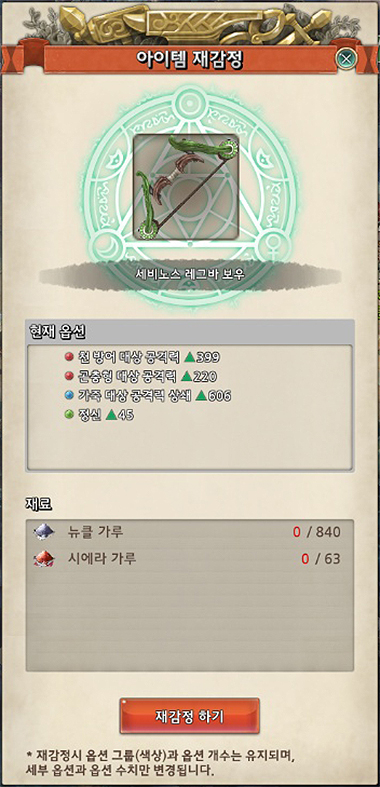 아이템 재감정
세비노스 레그바 보우
현재 옵션
천 방어 대상 공격력 ▲399
곤충형 대상 공격력 ▲220
가죽 대상 공격력 상쇄 ▲606
정신 ▲45
재료
뉴클 가루 0 / 840
시에라 가루 0 / 63
재감정 하기
* 재감정시 옵션 그룹(색상)과 옵션 개수는 유지되며,
세부 옵션과 옵션 수치만 변경됩니다.